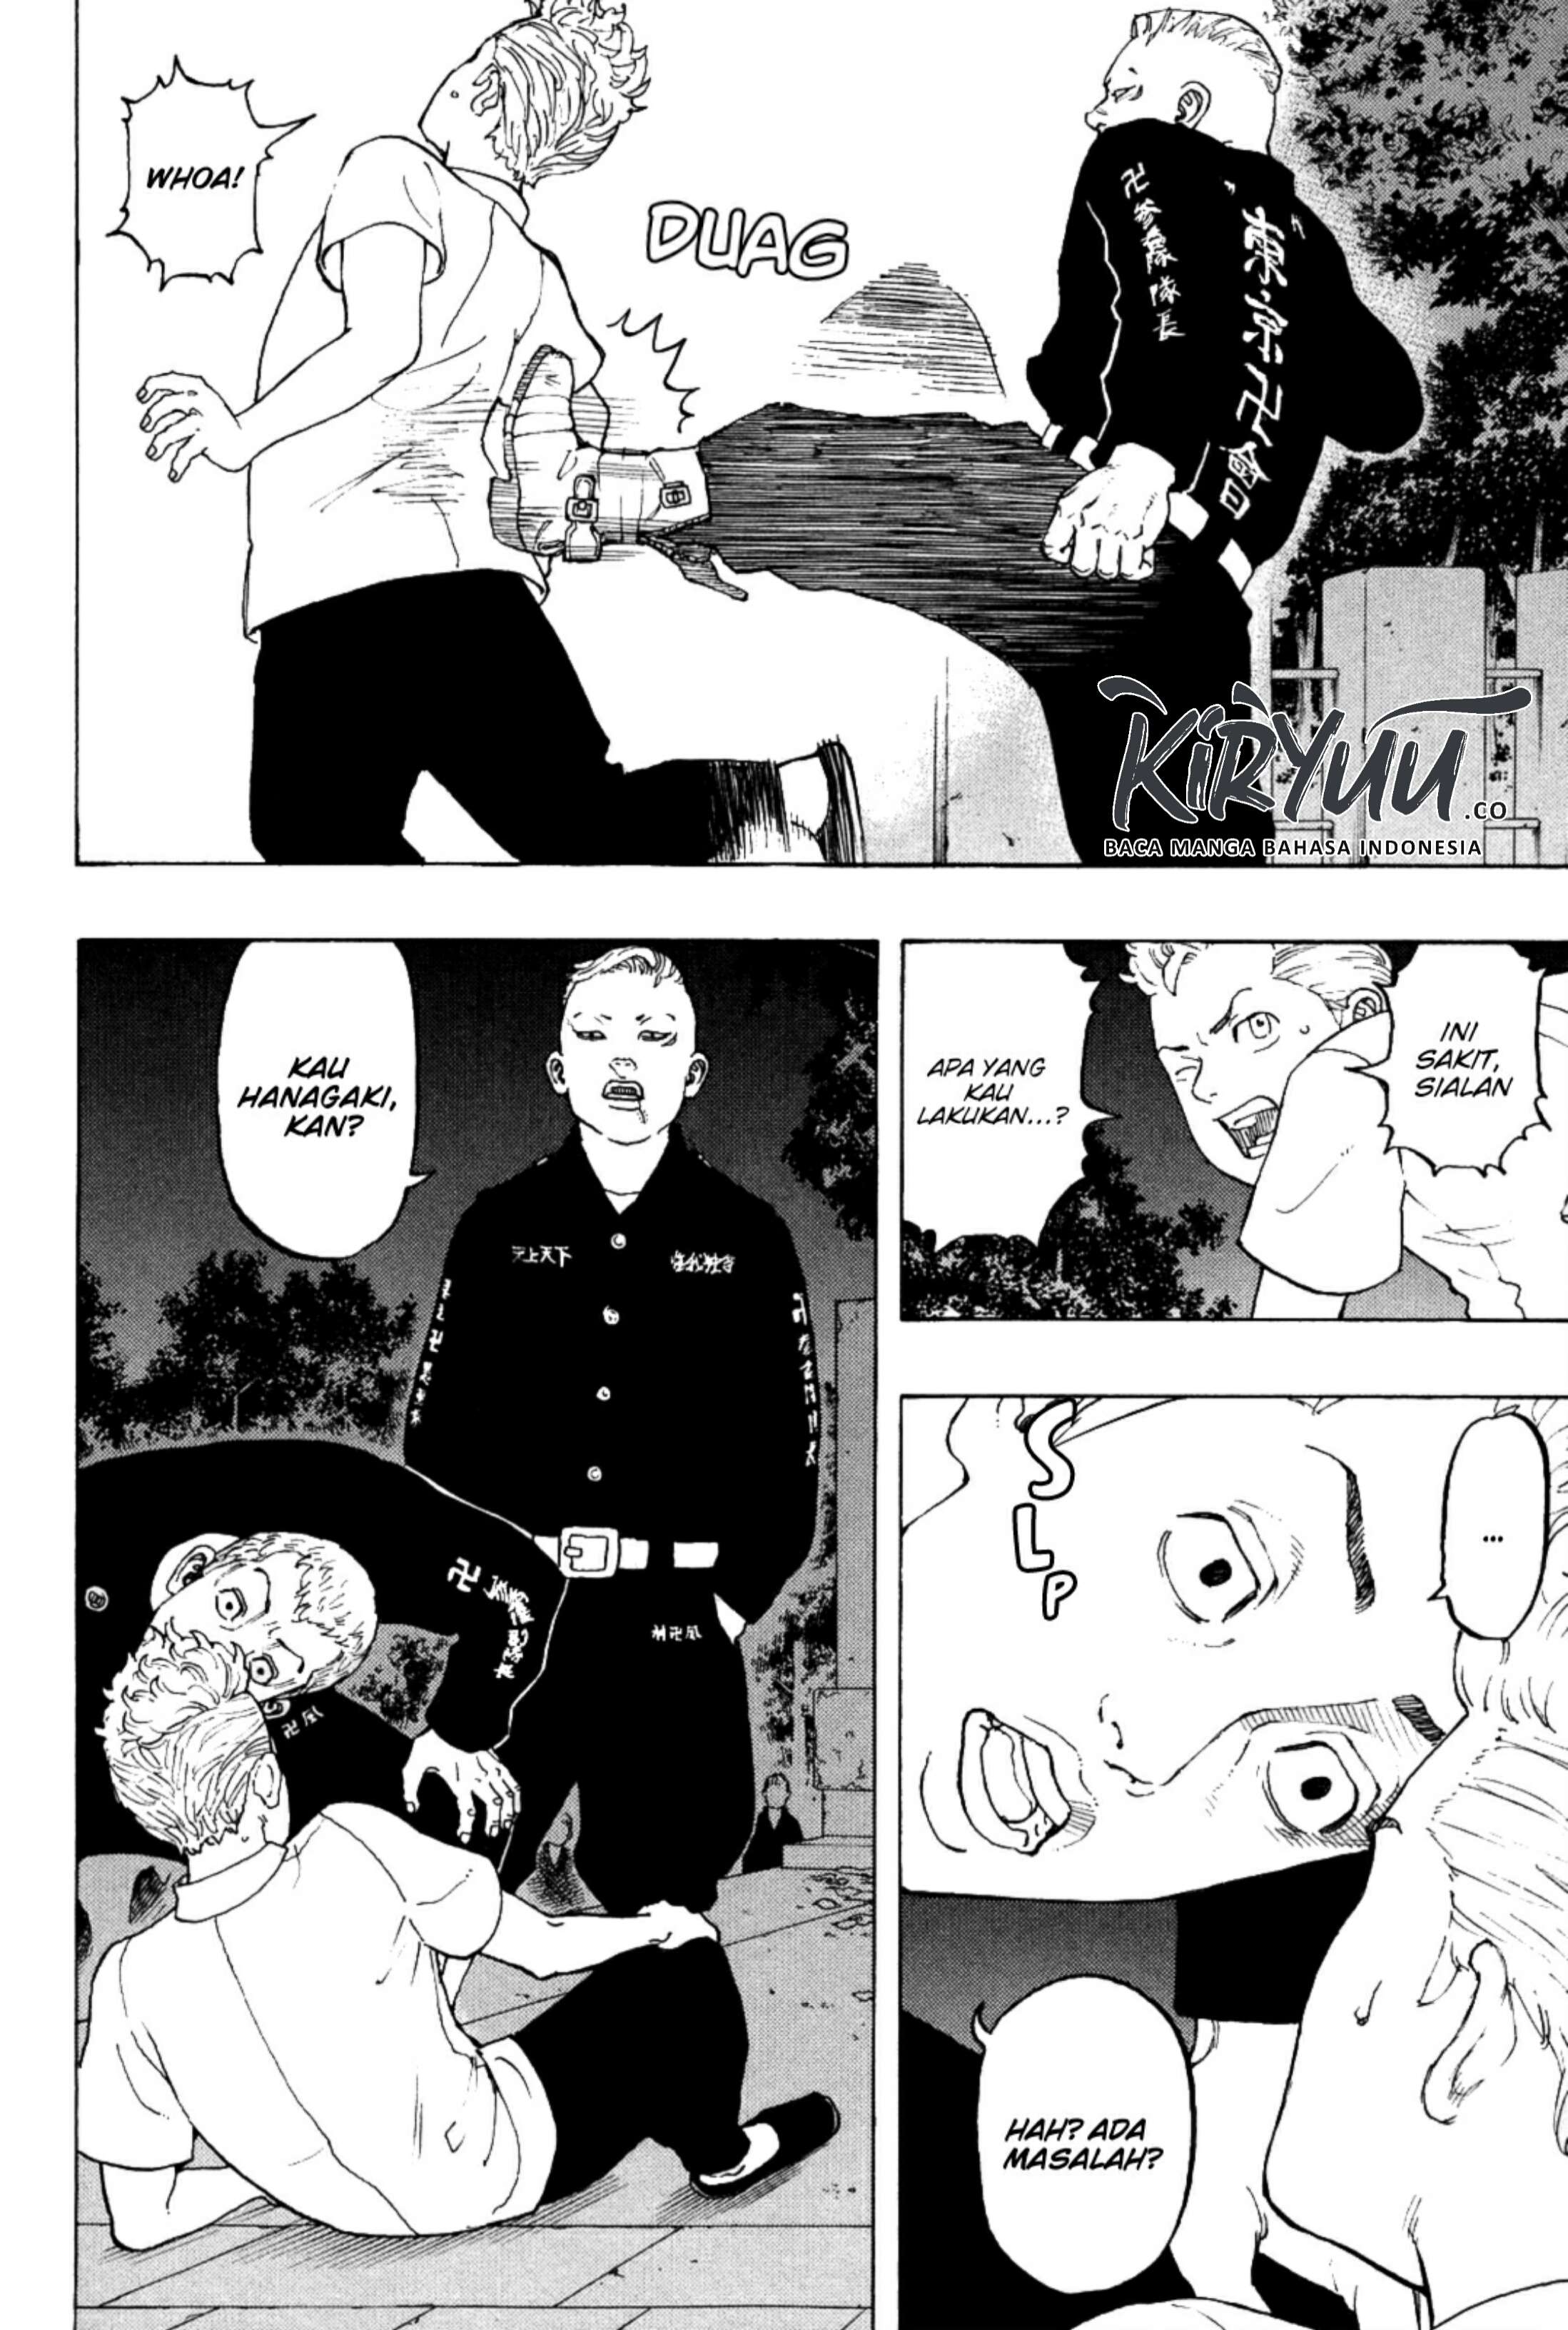 WHOA!
DUAG
卍
参
番
隊
隊
長
東
京
卍
會
KiRYUU.CO
BACA MANGA BAHASA INDONESIA
INI
SAKIT,
SIALAN
APA YANG
KAU
LAKUKAN...?
...
SLP
HAH? ADA
MASALAH?
KAU
HANAGAKI,
KAN?
天上天下
唯我独尊
卍